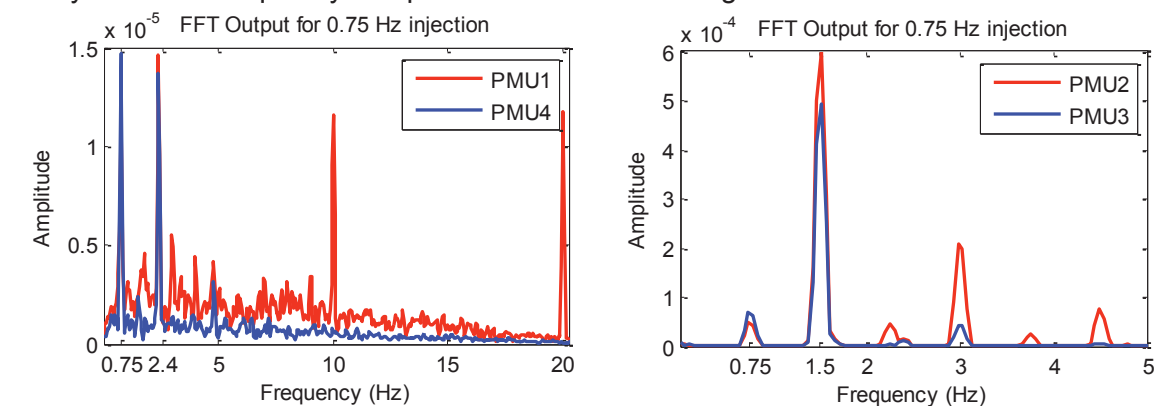 FFT Output for 0.75 Hz injection
x 10^-5
1.5
1
0.5
0
Amplitude
PMU1
PMU4
0.75 2.4 5 10 15 20
Frequency (Hz)
FFT Output for 0.75 Hz injection
x 10^-4
6
5
4
3
2
1
0
Amplitude
PMU2
PMU3
0.75 1.5 2 3 4 5
Frequency (Hz)